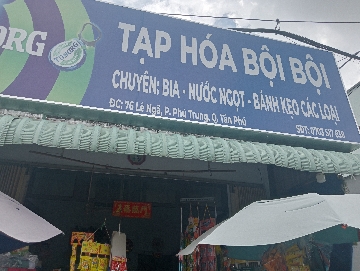 TẠP HÓA BỘI BỘI
CHUYÊN: BIA - NƯỚC NGỌT - BÁNH KẸO CÁC LOẠI
ĐC: 76 Lê Ngã, P. Phú Trung, Q. Tân Phú